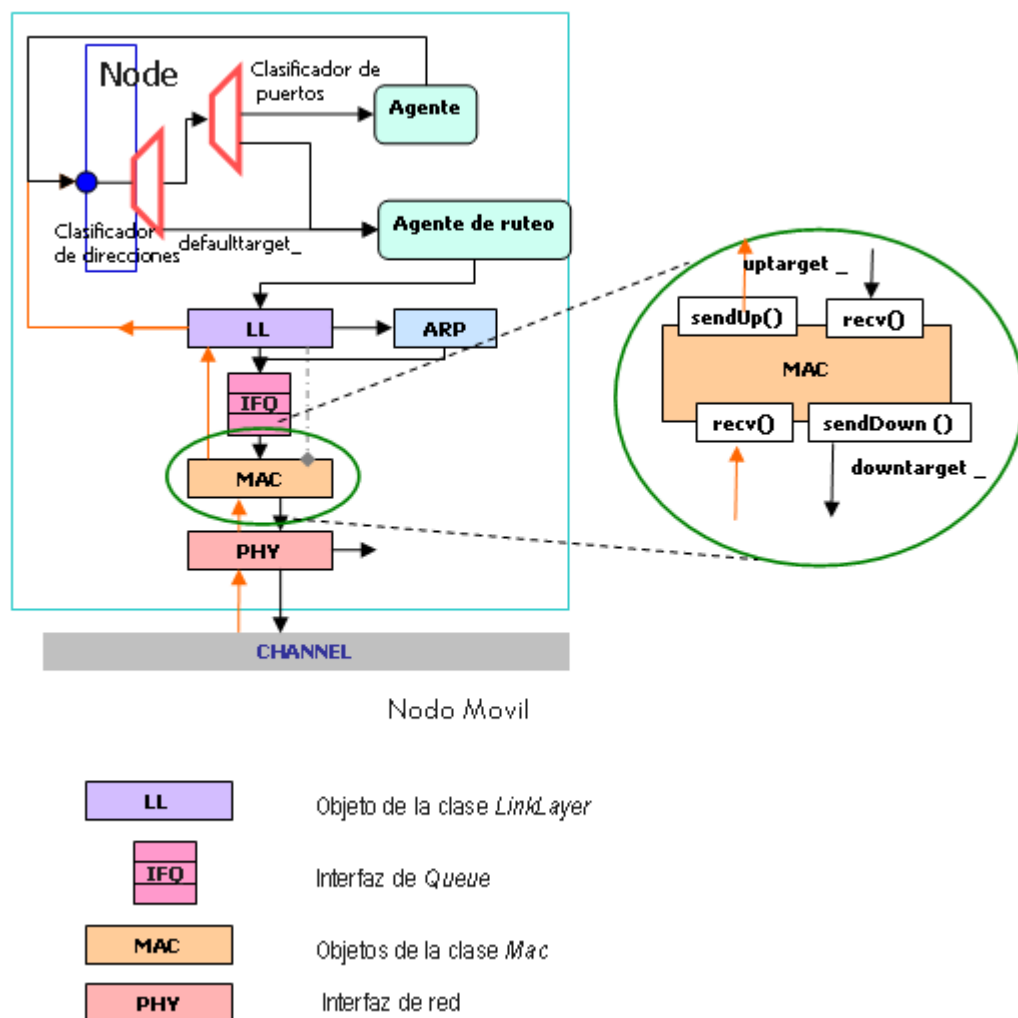 Node
Clasificador de
puertos
Agente
Clasificador
de direcciones
defaulttarget_
Agente de ruteo
LL
ARP
IFQ
MAC
PHY
CHANNEL
uptarget _
sendUp()
recv()
MAC
recv()
sendDown ()
downtarget _
Nodo Movil
LL
Objeto de la clase LinkLayer
IFQ
Interfaz de Queue
MAC
Objetos de la clase Mac
PHY
Interfaz de red